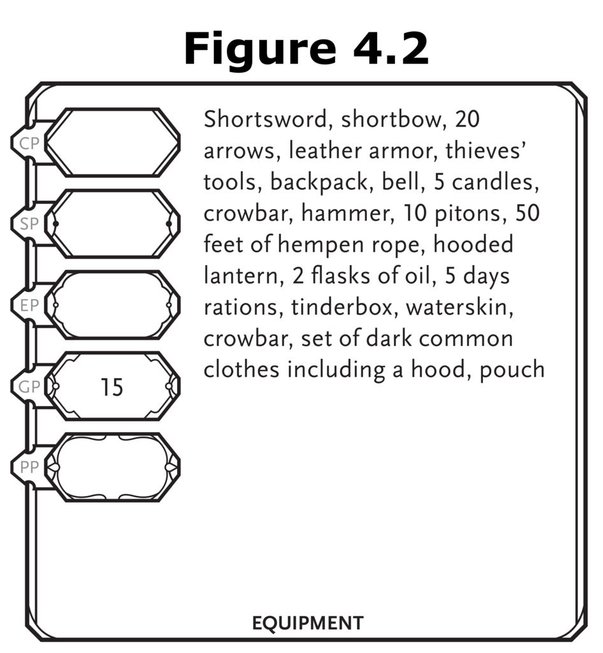 Figure 4.2
CP
SP
EP
GP
15
PP
Shortsword, shortbow, 20
arrows, leather armor, thieves’
tools, backpack, bell, 5 candles,
crowbar, hammer, 10 pitons, 50
feet of hempen rope, hooded
lantern, 2 flasks of oil, 5 days
rations, tinderbox, waterskin,
crowbar, set of dark common
clothes including a hood, pouch
EQUIPMENT